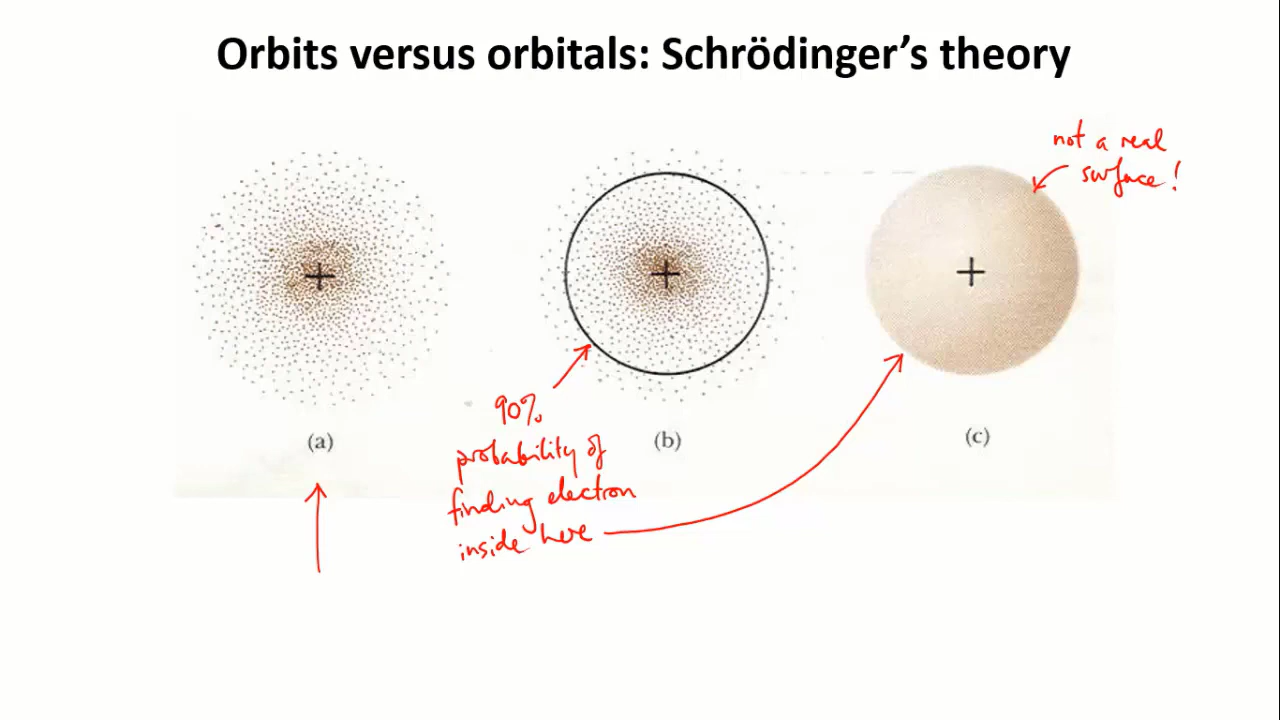 Orbits versus orbitals: Schrödinger's theory
not a real
surface!
90%
probability of
finding electron
inside here
(a)
(b)
(c)